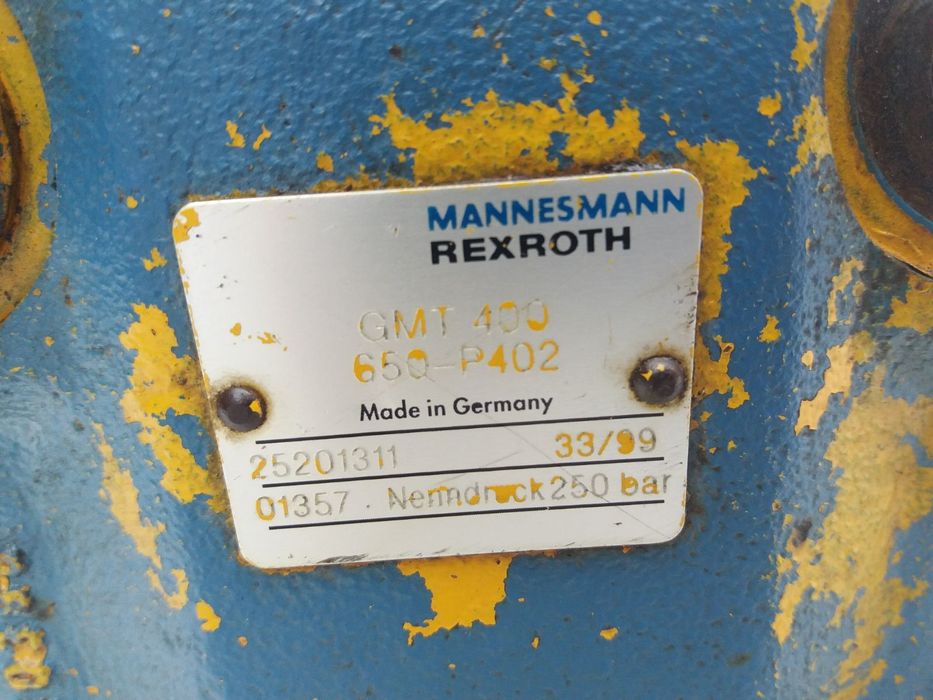 MANNESMANN
REXROTH
GMT 400
650-P402
Made in Germany
25201311 33/99
01357 . Nenndruck 250 bar